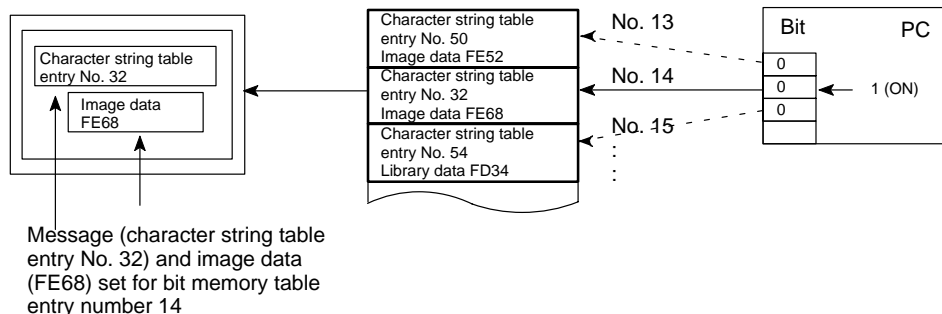 Character string table
entry No. 32
Image data
FE68
Message (character string table
entry No. 32) and image data
(FE68) set for bit memory table
entry number 14
Character string table
entry No. 50
Image data FE52
Character string table
entry No. 32
Image data FE68
Character string table
entry No. 54
Library data FD34
No. 13
No. 14
No. 15
Bit
PC
0
0
0
1 (ON)